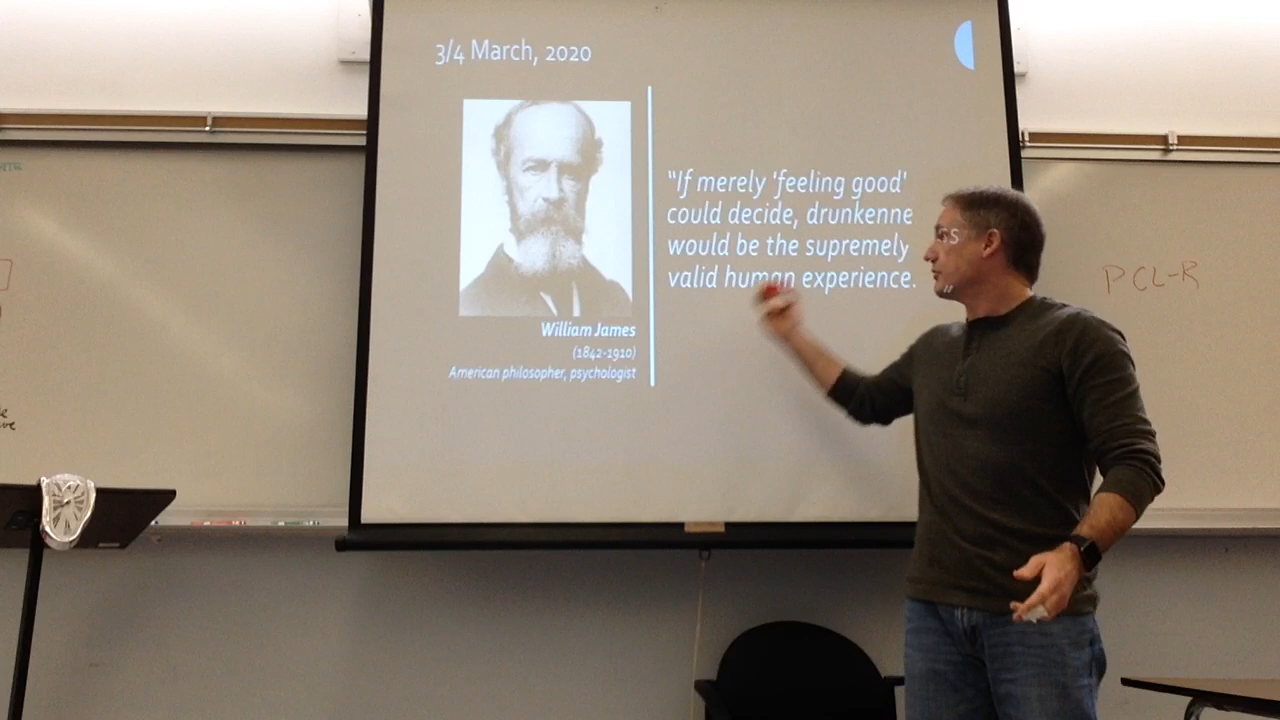 3/4 March, 2020
"If merely 'feeling good'
could decide, drunkenness
would be the supremely
valid human experience."
William James
(1842-1910)
American philosopher, psychologist
PCL-R